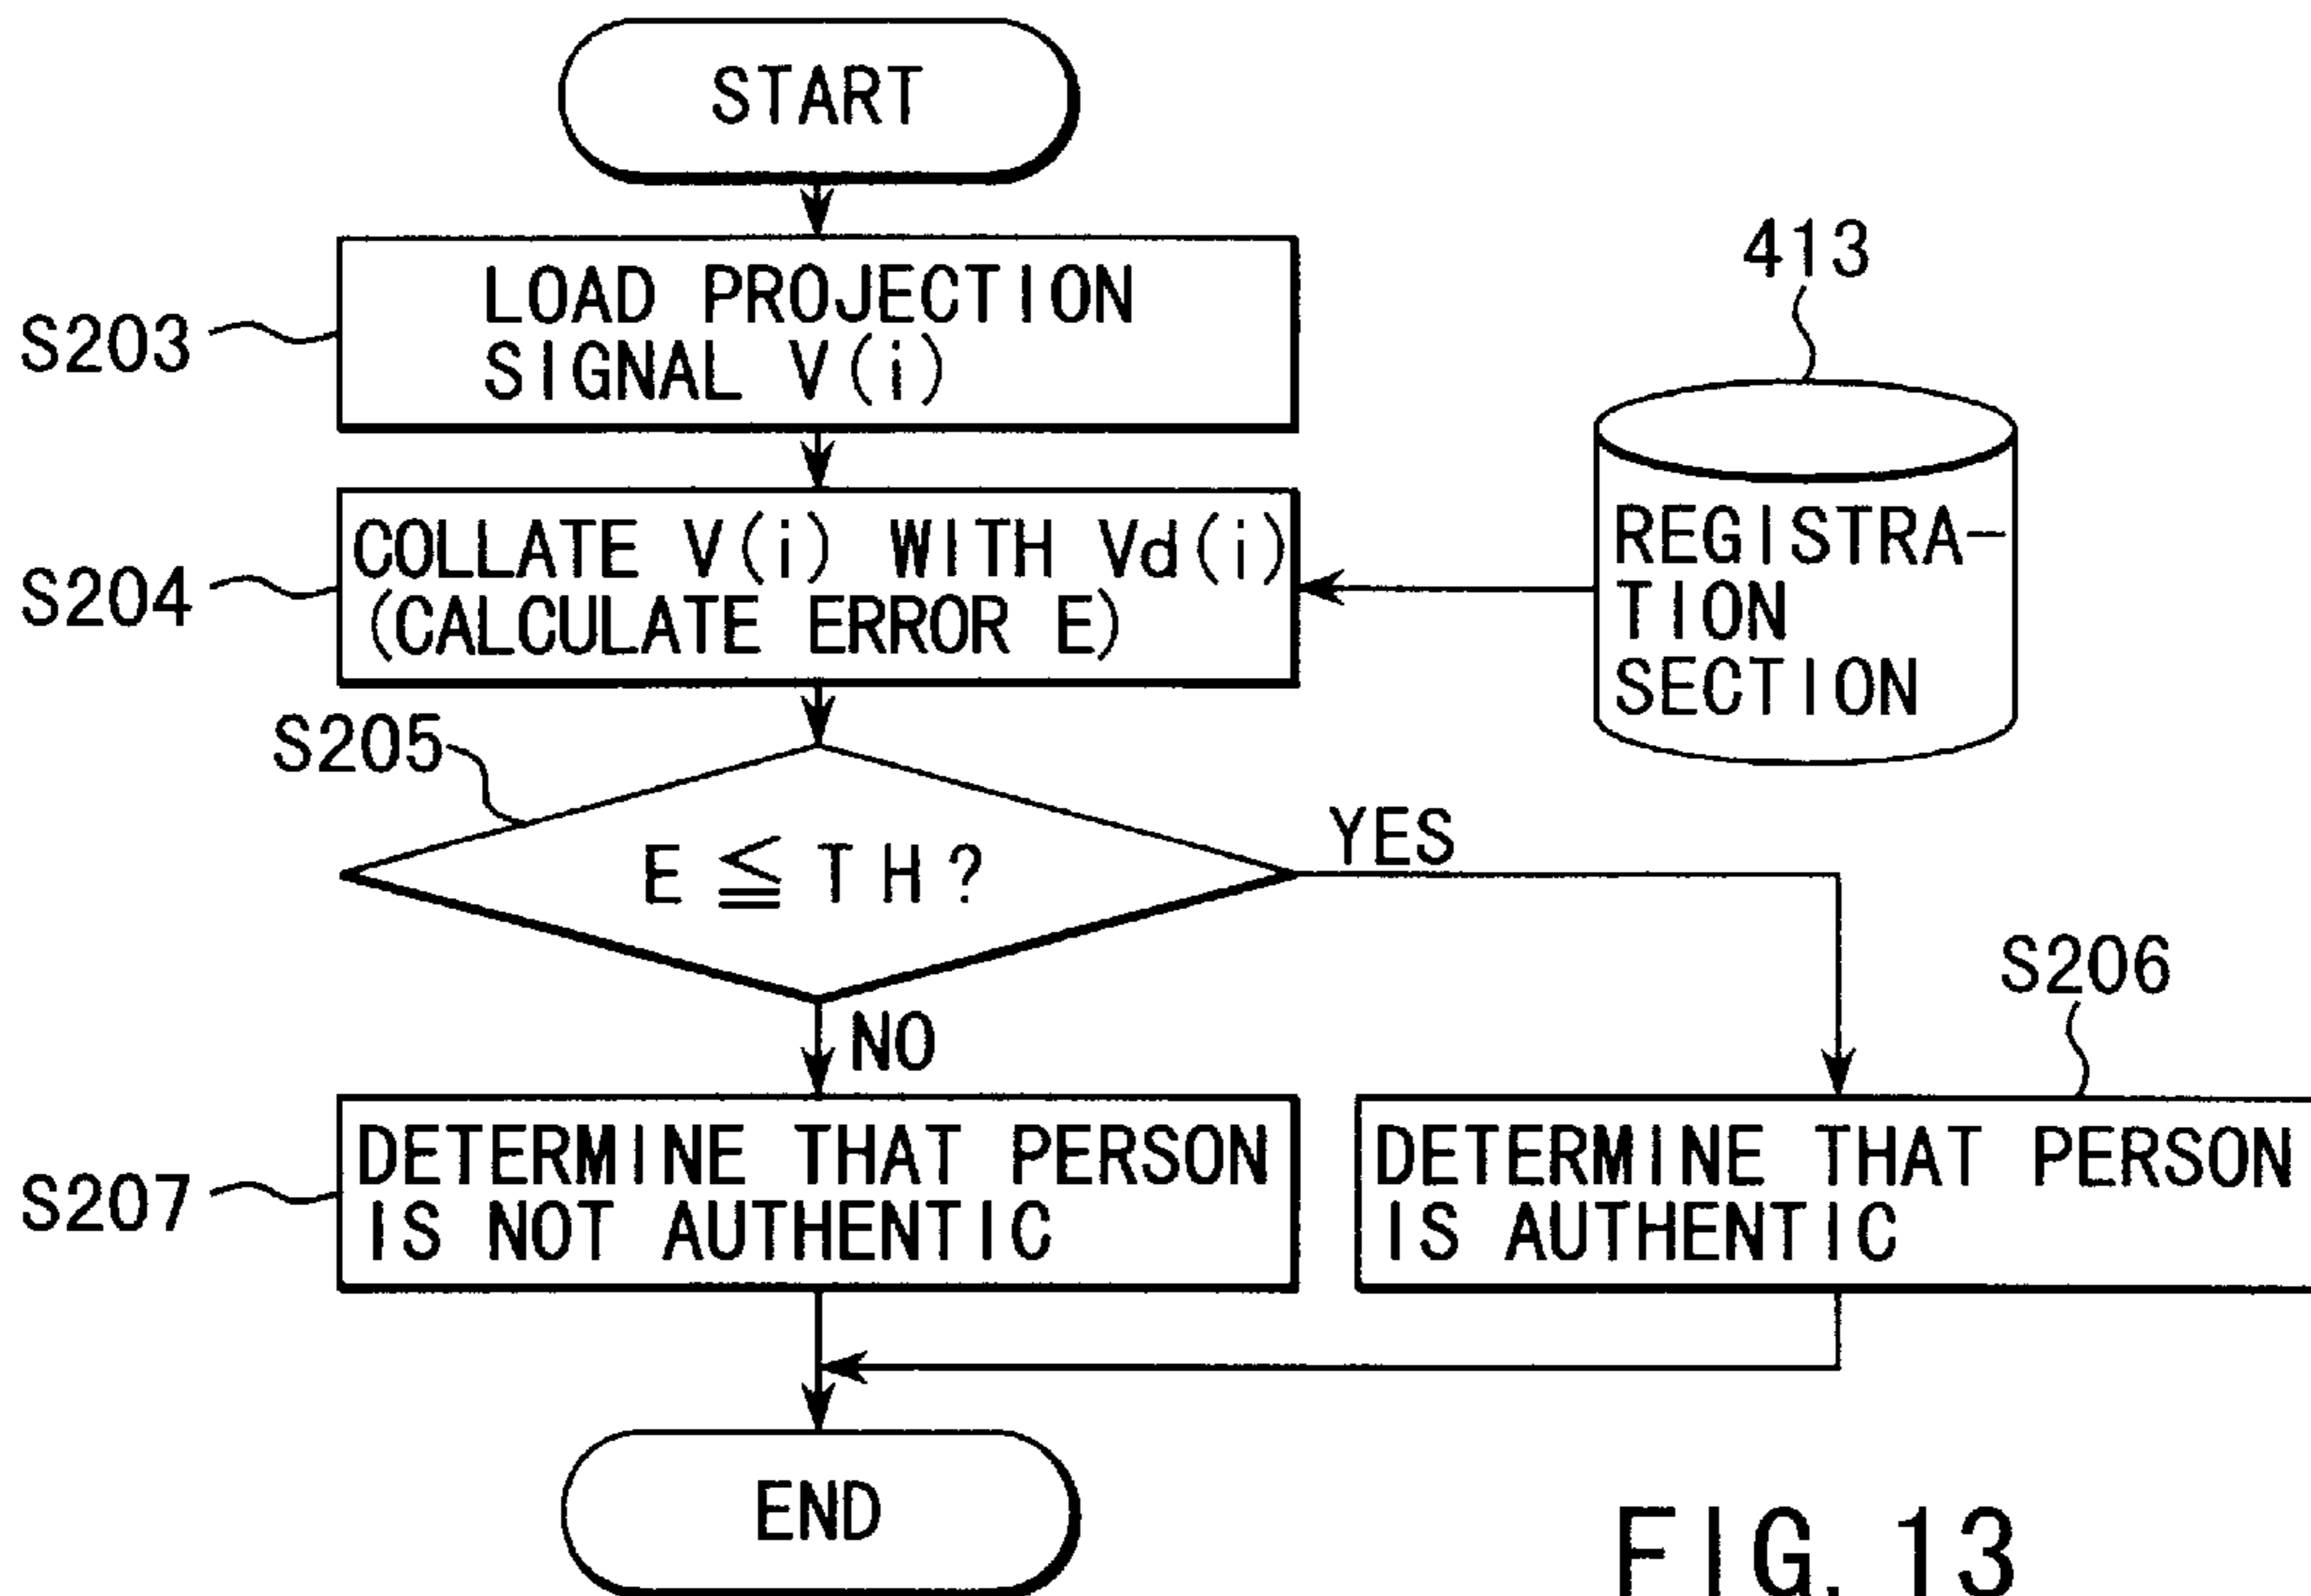 START
413
S203
LOAD PROJECTION
SIGNAL V(i)
S204
COLLATE V(i) WITH Vd(i)
(CALCULATE ERROR E)
REGISTRA-
TION
SECTION
S205
E ≦ TH?
YES
NO
S206
S207
DETERMINE THAT PERSON
IS NOT AUTHENTIC
DETERMINE THAT PERSON
IS AUTHENTIC
END
FIG. 13